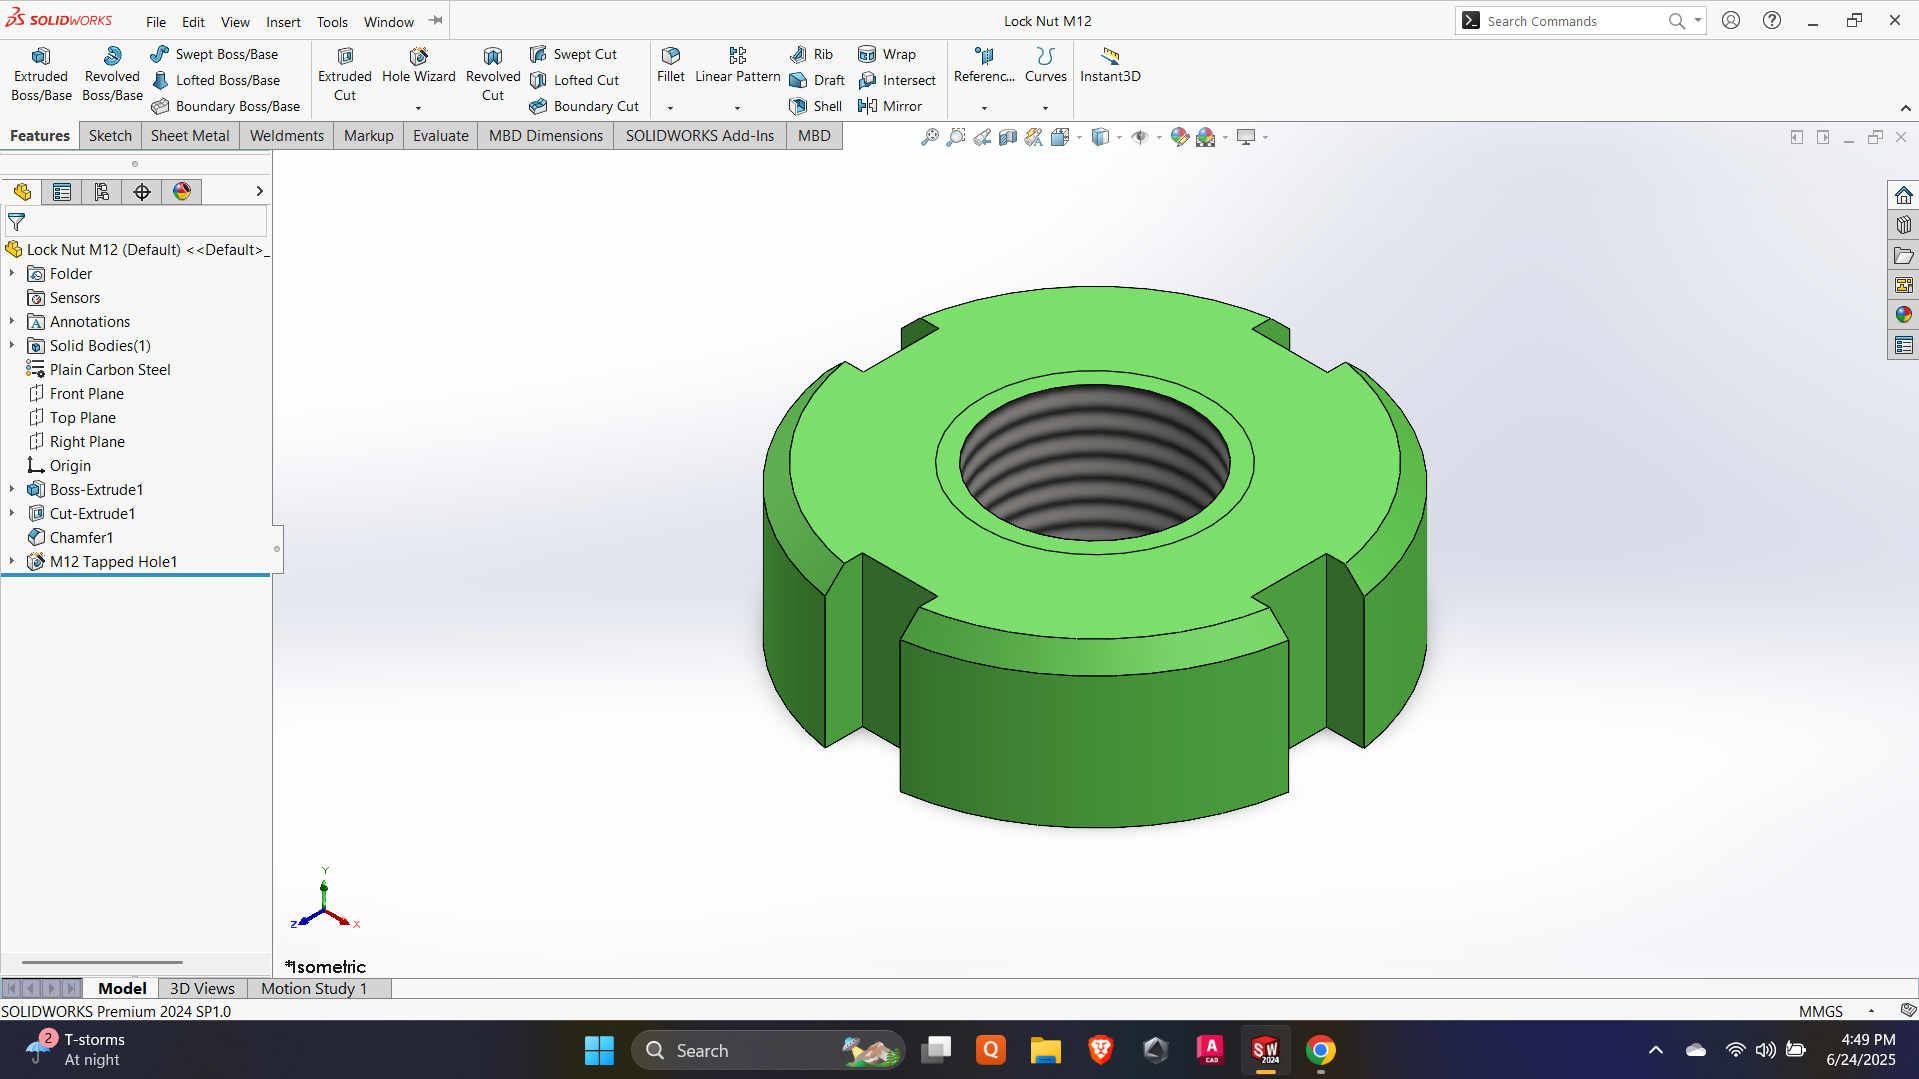 SOLIDWORKS File Edit View Insert Tools Window Lock Nut M12 Search Commands
Extruded Boss/Base
Revolved Boss/Base
Swept Boss/Base
Lofted Boss/Base
Boundary Boss/Base
Extruded Cut
Hole Wizard
Revolved Cut
Swept Cut
Lofted Cut
Boundary Cut
Fillet
Linear Pattern
Rib
Draft
Shell
Wrap
Intersect
Mirror
Referenc...
Curves
Instant3D
Features Sketch Sheet Metal Weldments Markup Evaluate MBD Dimensions SOLIDWORKS Add-Ins MBD
Lock Nut M12 (Default) <<Default>_
Folder
Sensors
A Annotations
Solid Bodies(1)
Plain Carbon Steel
Front Plane
Top Plane
Right Plane
Origin
Boss-Extrude1
Cut-Extrude1
Chamfer1
M12 Tapped Hole1
Y
Z X
*Isometric
Model 3D Views Motion Study 1
SOLIDWORKS Premium 2024 SP1.0 MMGS
2 T-storms
At night
Search
Q
A CAD
SW 2024
4:49 PM
6/24/2025